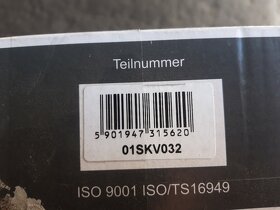 Teilnummer
5 901947 315620
01SKV032
ISO 9001 ISO/TS16949